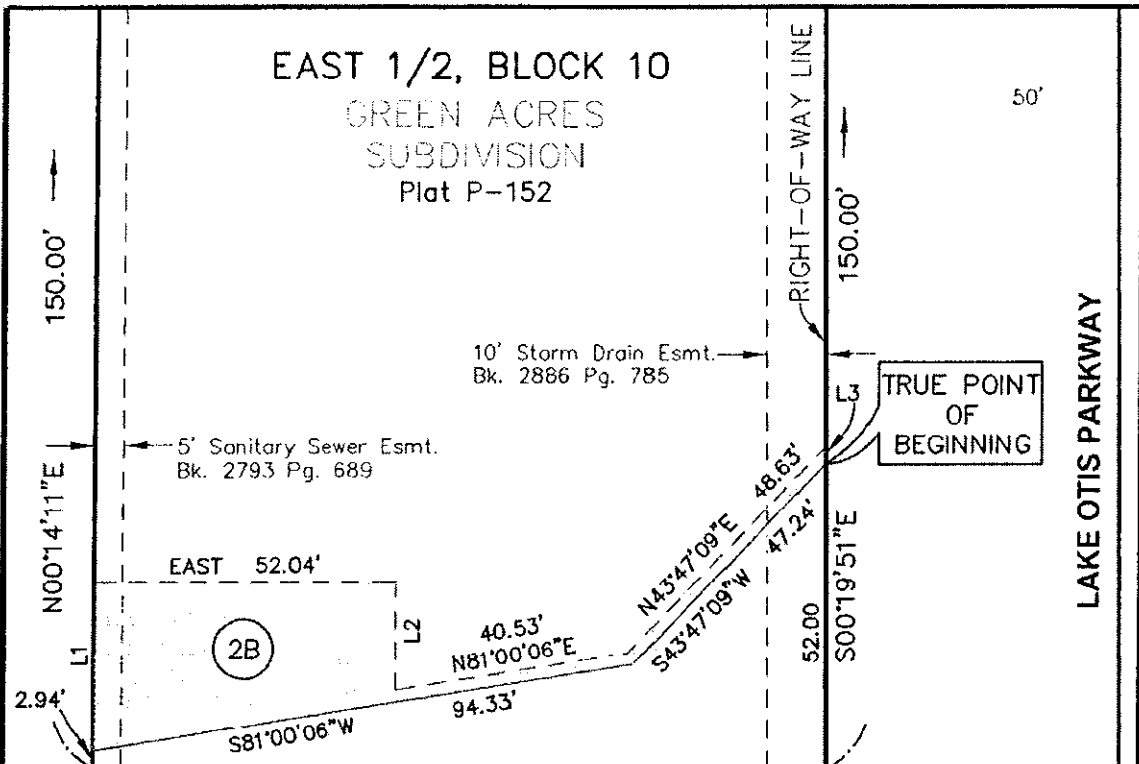 EAST 1/2, BLOCK 10
GREEN ACRES
SUBDIVISION
Plat P-152
50'
RIGHT-OF-WAY LINE
150.00'
150.00'
10' Storm Drain Esmt.
Bk. 2886 Pg. 785
L3
TRUE POINT
OF
BEGINNING
LAKE OTIS PARKWAY
5' Sanitary Sewer Esmt.
Bk. 2793 Pg. 689
N00°14'11"E
EAST 52.04'
N43°47'09"E 48.63'
S43°47'09"W 47.24'
52.00
S00°19'51"E
L1
2B
L2
40.53'
N81°00'06"E
2.94'
94.33'
S81°00'06"W